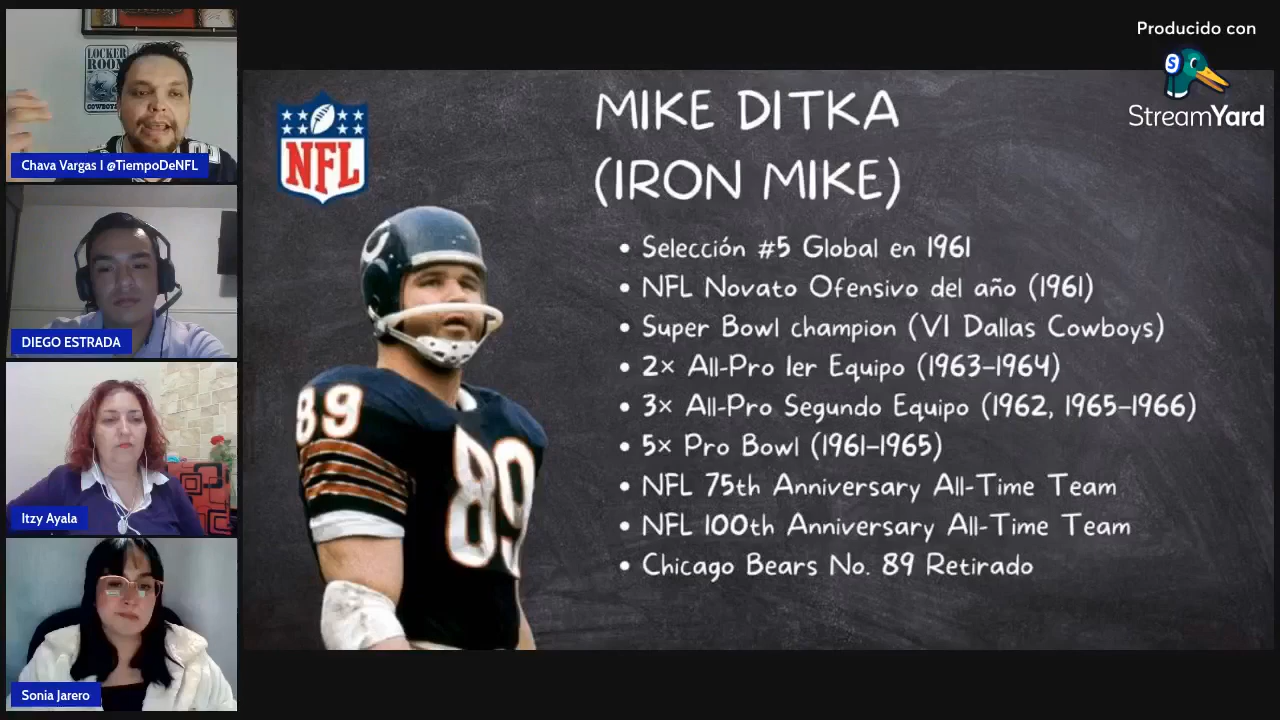 LOCKER
ROOM
COWBOYS
Chava Vargas I @TiempoDeNFL
DIEGO ESTRADA
Itzy Ayala
Sonia Jarero
NFL
MIKE DITKA
(IRON MIKE)
• Selección #5 Global en 1961
• NFL Novato Ofensivo del año (1961)
• Super Bowl champion (VI Dallas Cowboys)
• 2× All-Pro 1er Equipo (1963–1964)
• 3× All-Pro Segundo Equipo (1962, 1965–1966)
• 5× Pro Bowl (1961–1965)
• NFL 75th Anniversary All-Time Team
• NFL 100th Anniversary All-Time Team
• Chicago Bears No. 89 Retirado
89
89
Producido con
S
StreamYard